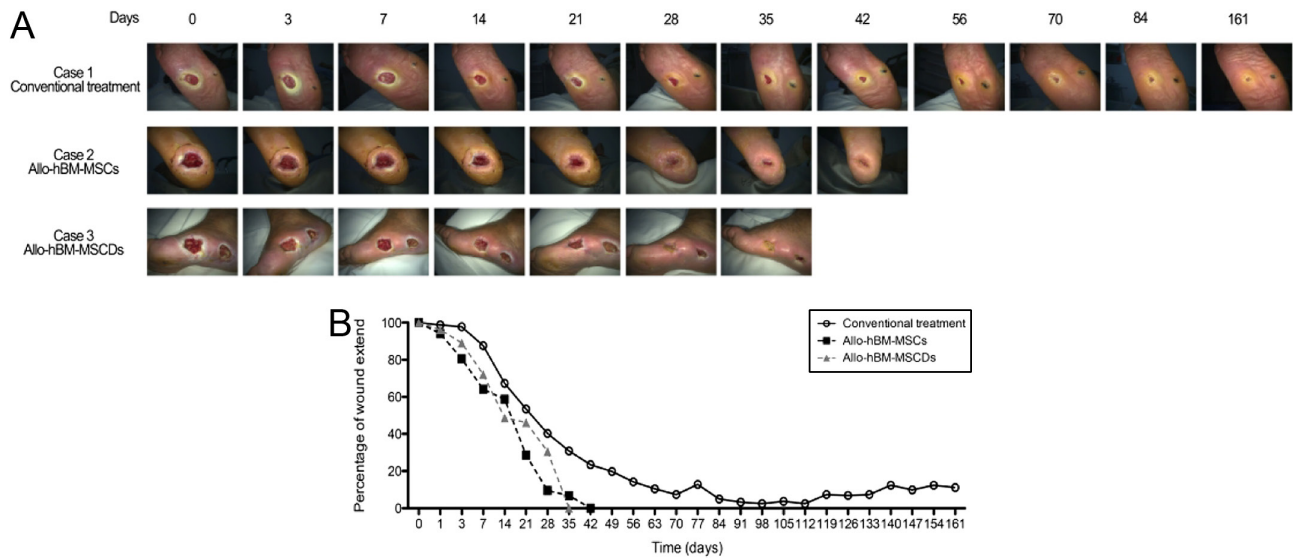 A
Days 0 3 7 14 21 28 35 42 56 70 84 161
Case 1
Conventional treatment
Case 2
Allo-hBM-MSCs
Case 3
Allo-hBM-MSCDs
B
Percentage of wound extend
100
80
60
40
20
0
Conventional treatment
Allo-hBM-MSCs
Allo-hBM-MSCDs
0 1 3 7 14 21 28 35 42 49 56 63 70 77 84 91 98 105 112 119 126 133 140 147 154 161
Time (days)